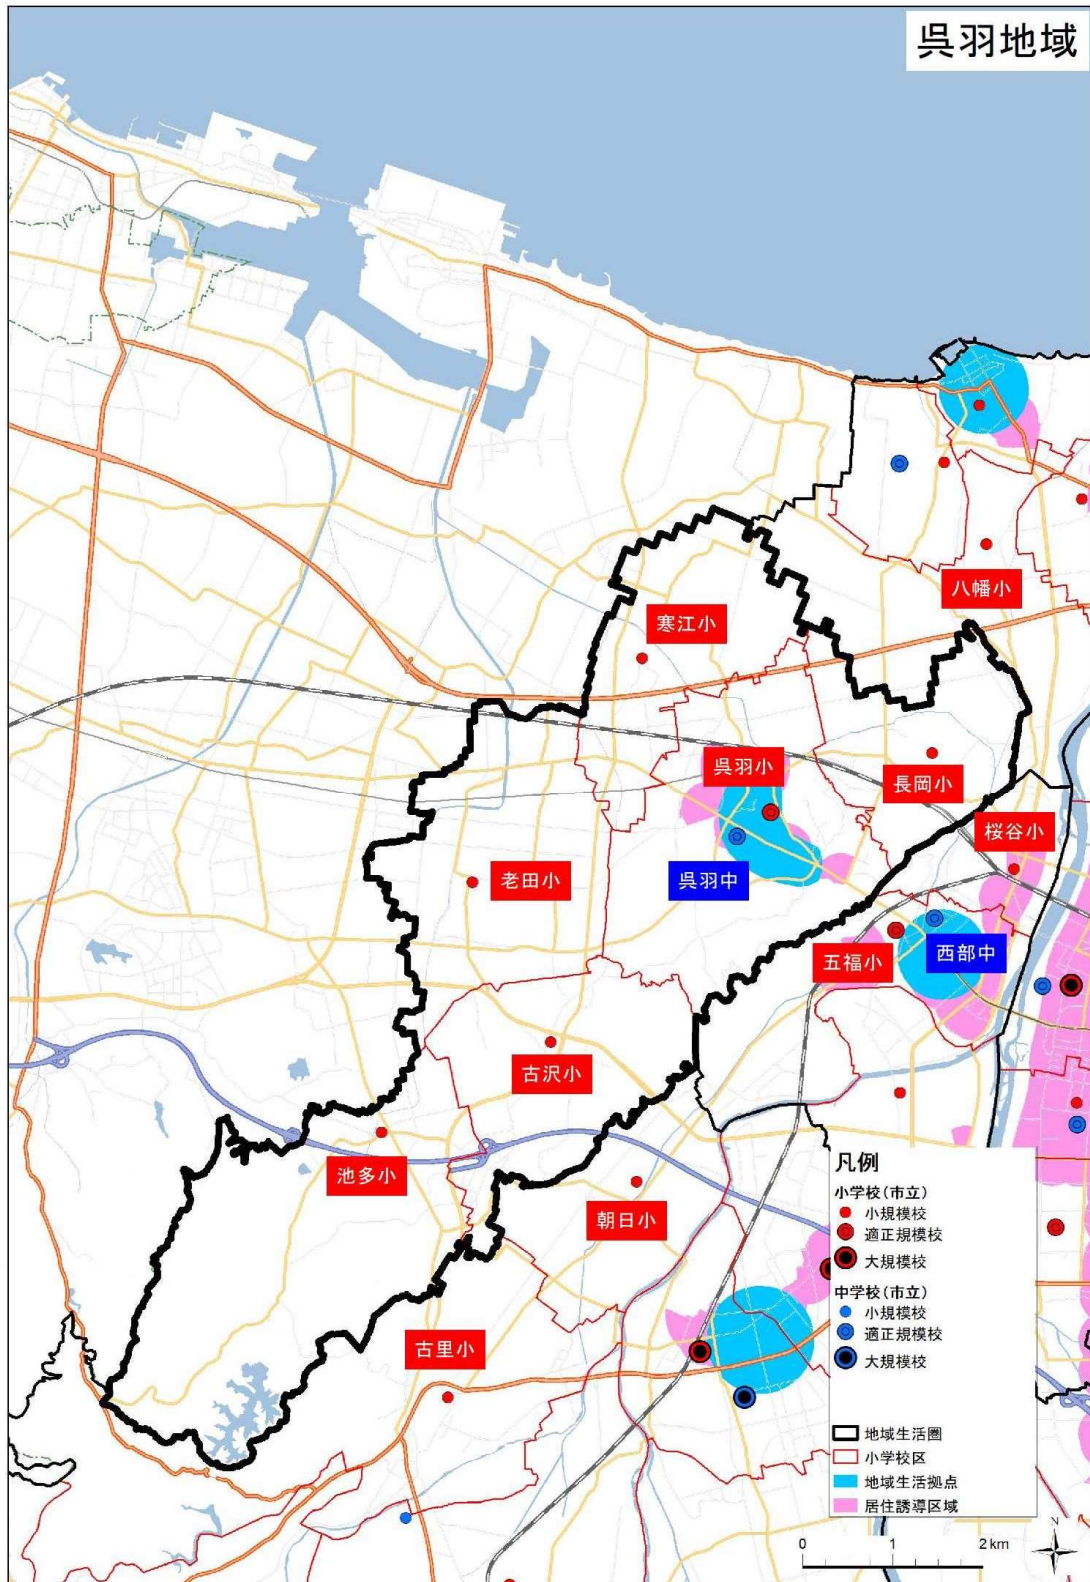 呉羽地域
八幡小
寒江小
呉羽小
長岡小
桜谷小
老田小
呉羽中
五福小
西部中
古沢小
池多小
朝日小
古里小
凡例
小学校(市立)
小規模校
適正規模校
大規模校
中学校(市立)
小規模校
適正規模校
大規模校
地域生活圏
小学校区
地域生活拠点
居住誘導区域
0 1 2 km
N